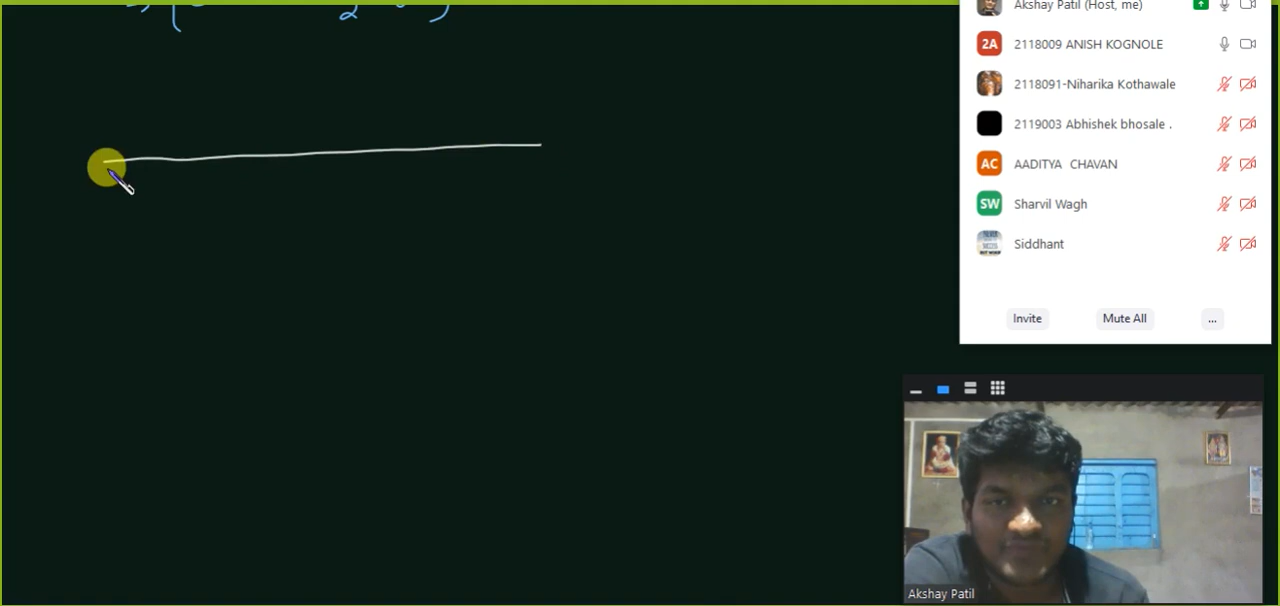 2
Akshay Patil (Host, me)
2A 2118009 ANISH KOGNOLE
2118091-Niharika Kothawale
2119003 Abhishek bhosale .
AC AADITYA CHAVAN
SW Sharvil Wagh
Siddhant
Invite Mute All ...
Akshay Patil